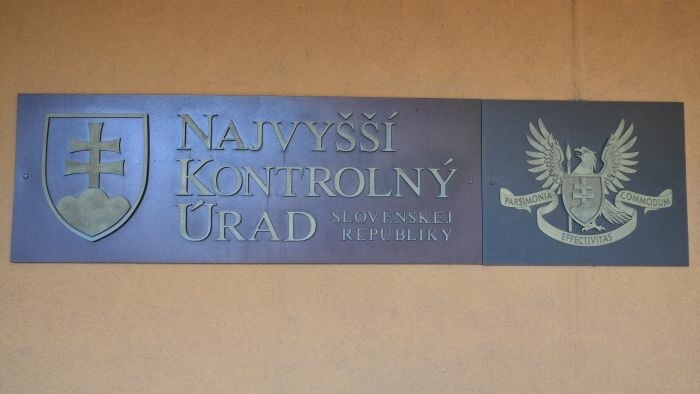 NAJVYŠŠÍ
KONTROLNÝ
ÚRAD SLOVENSKEJ
REPUBLIKY
PARSIMONIA
COMMODUM
EFFECTIVITAS